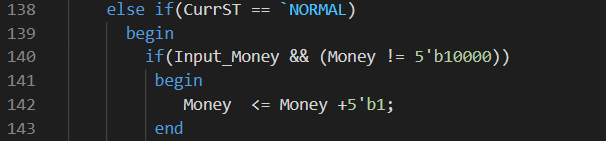 138 else if(CurrST == `NORMAL)
139 begin
140 if(Input_Money && (Money != 5'b10000))
141 begin
142 Money <= Money +5'b1;
143 end